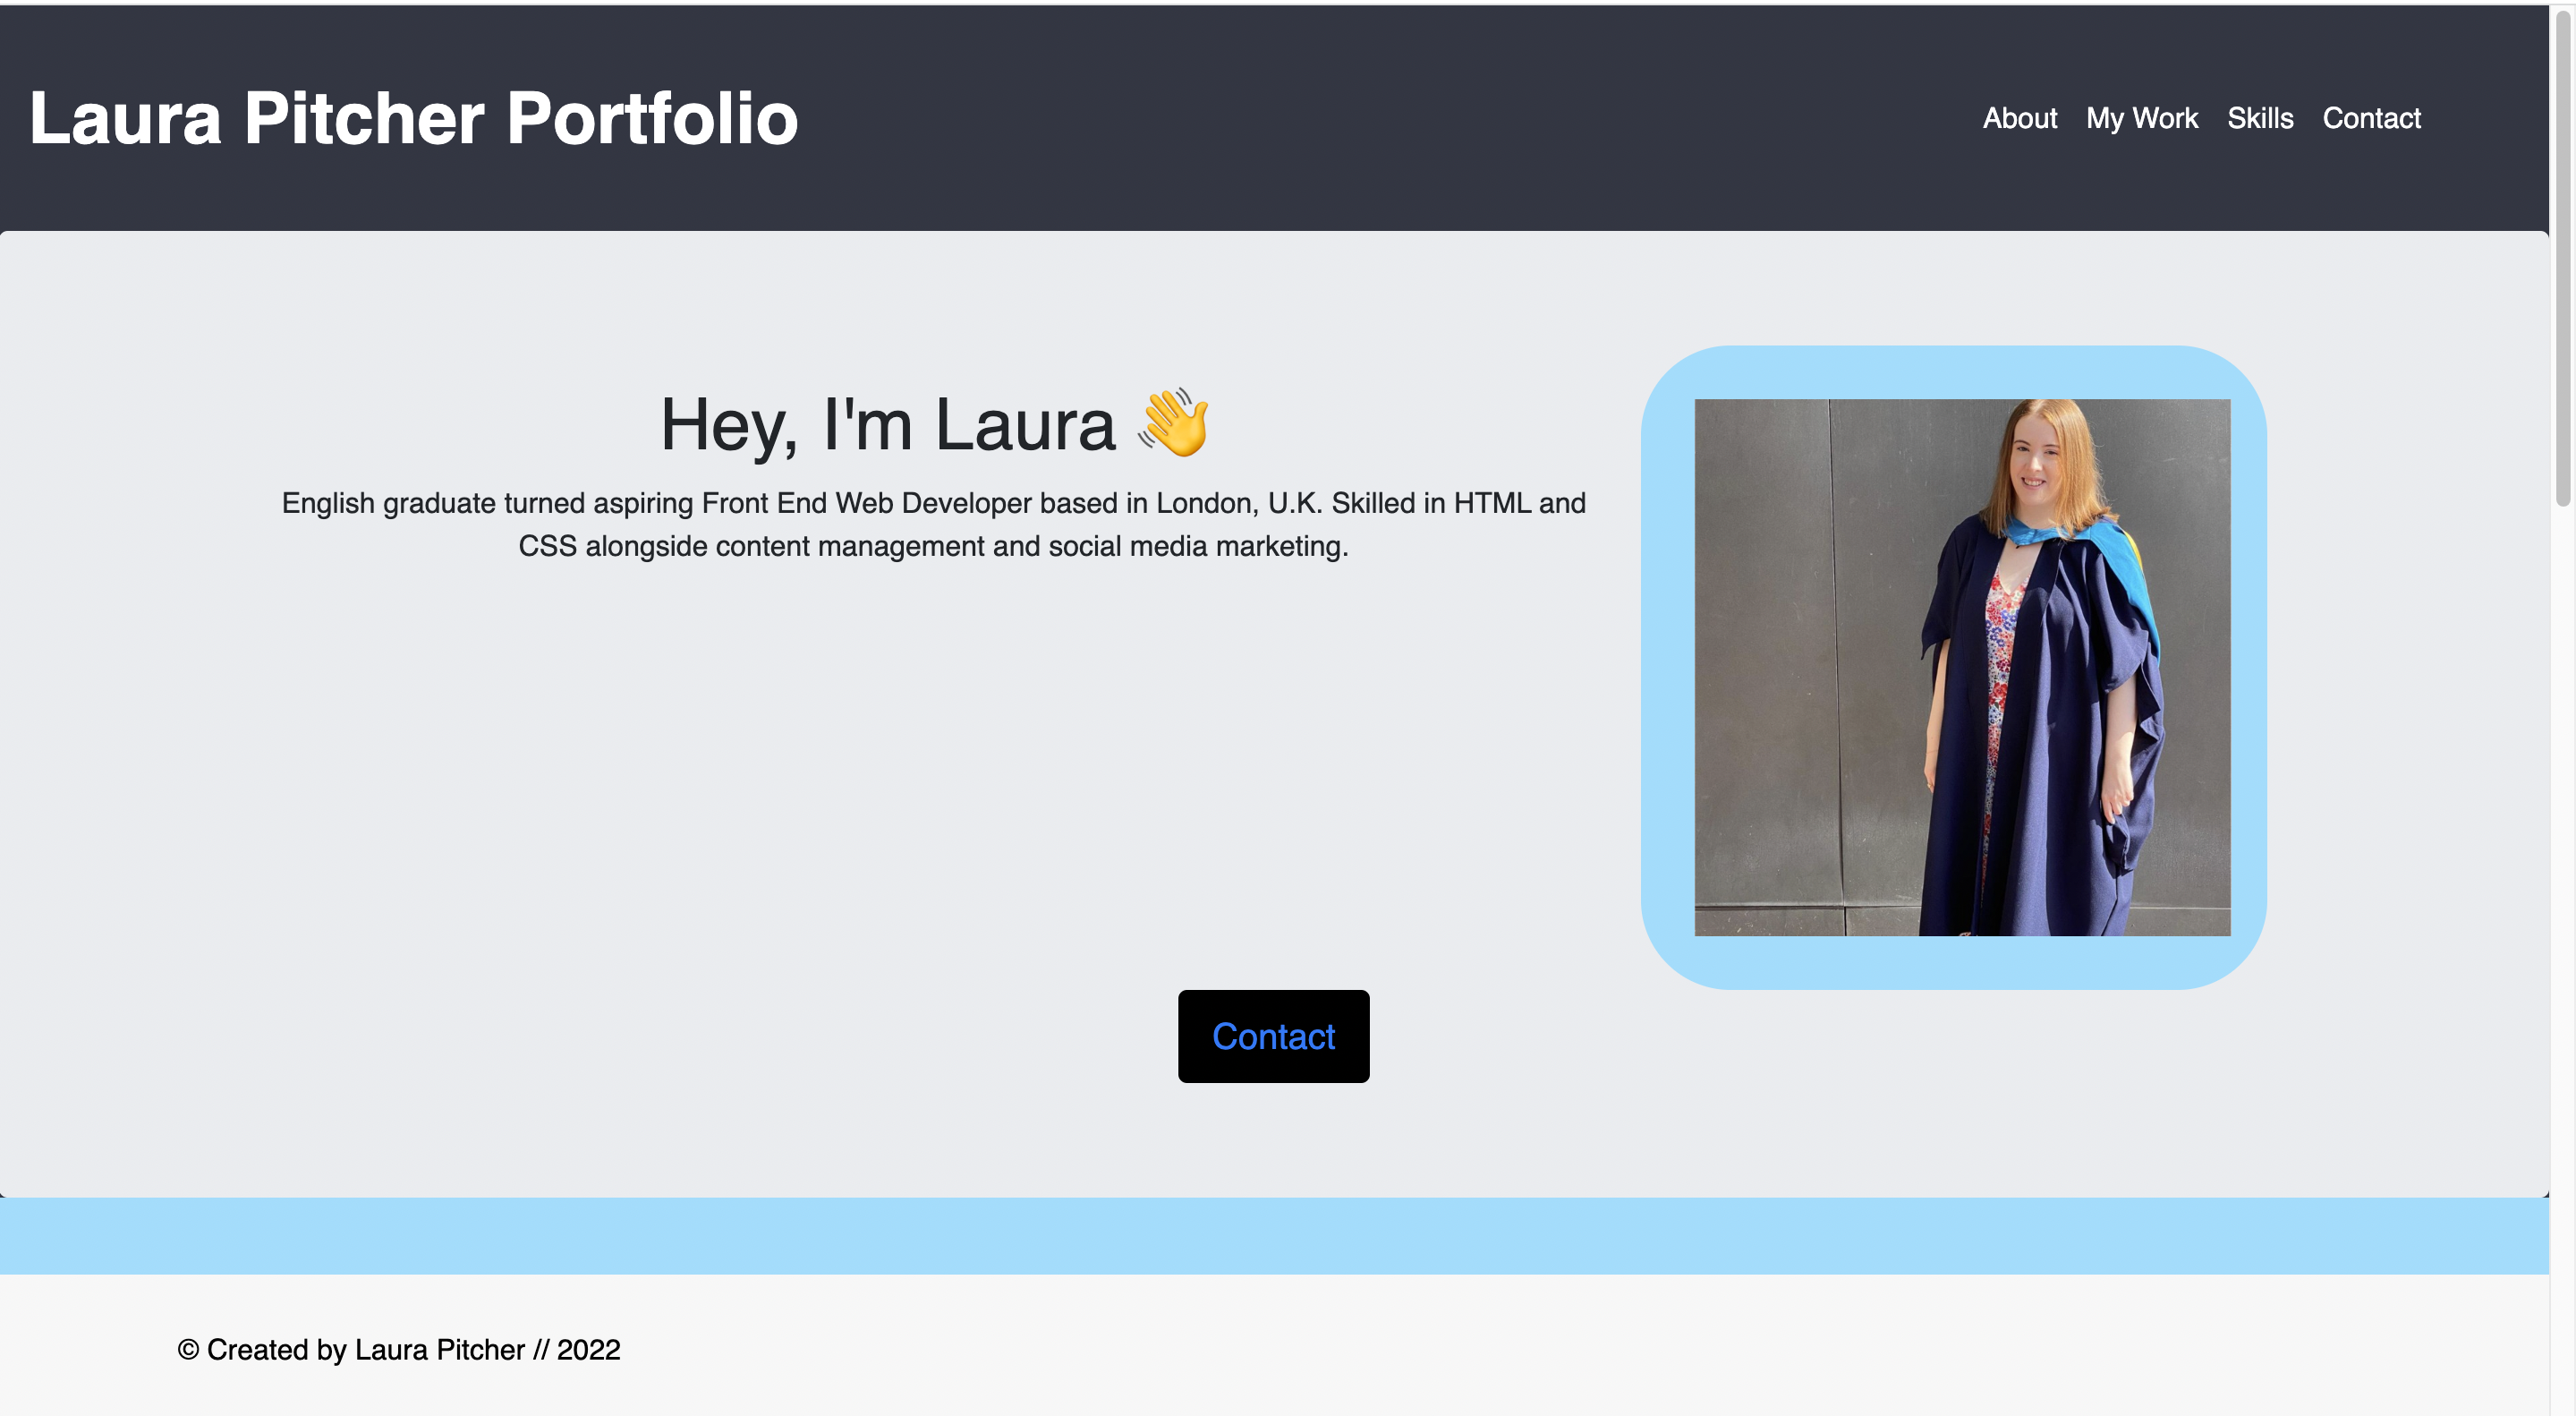 Laura Pitcher Portfolio
About My Work Skills Contact
Hey, I'm Laura 👋
English graduate turned aspiring Front End Web Developer based in London, U.K. Skilled in HTML and
CSS alongside content management and social media marketing.
Contact
© Created by Laura Pitcher // 2022